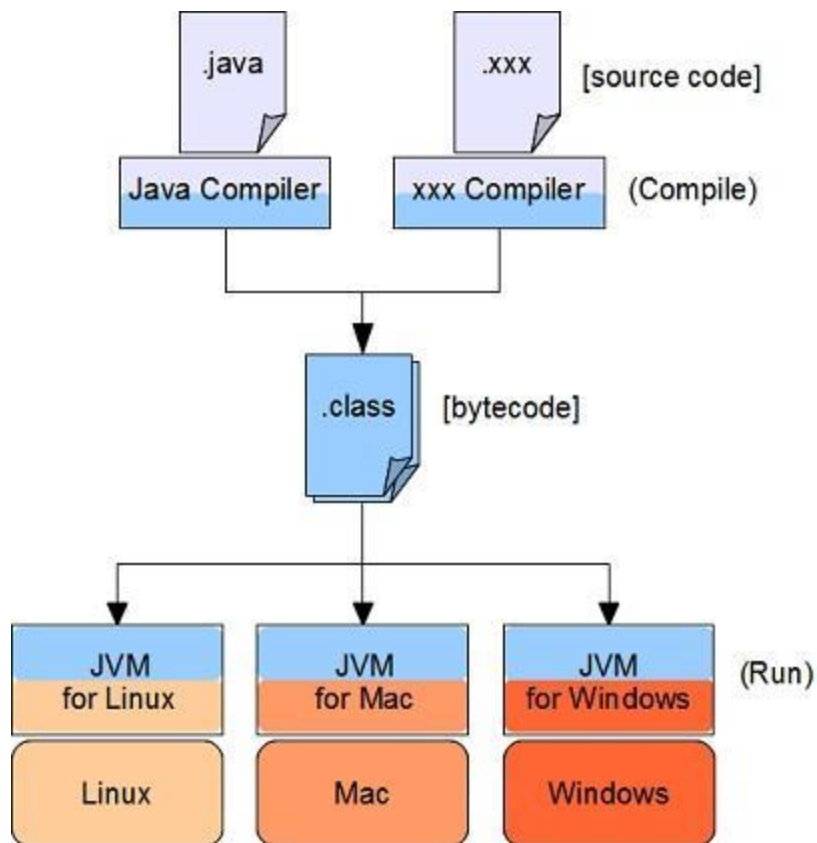 .java
.xxx
[source code]
Java Compiler
xxx Compiler
(Compile)
.class
[bytecode]
JVM
for Linux
JVM
for Mac
JVM
for Windows
(Run)
Linux
Mac
Windows